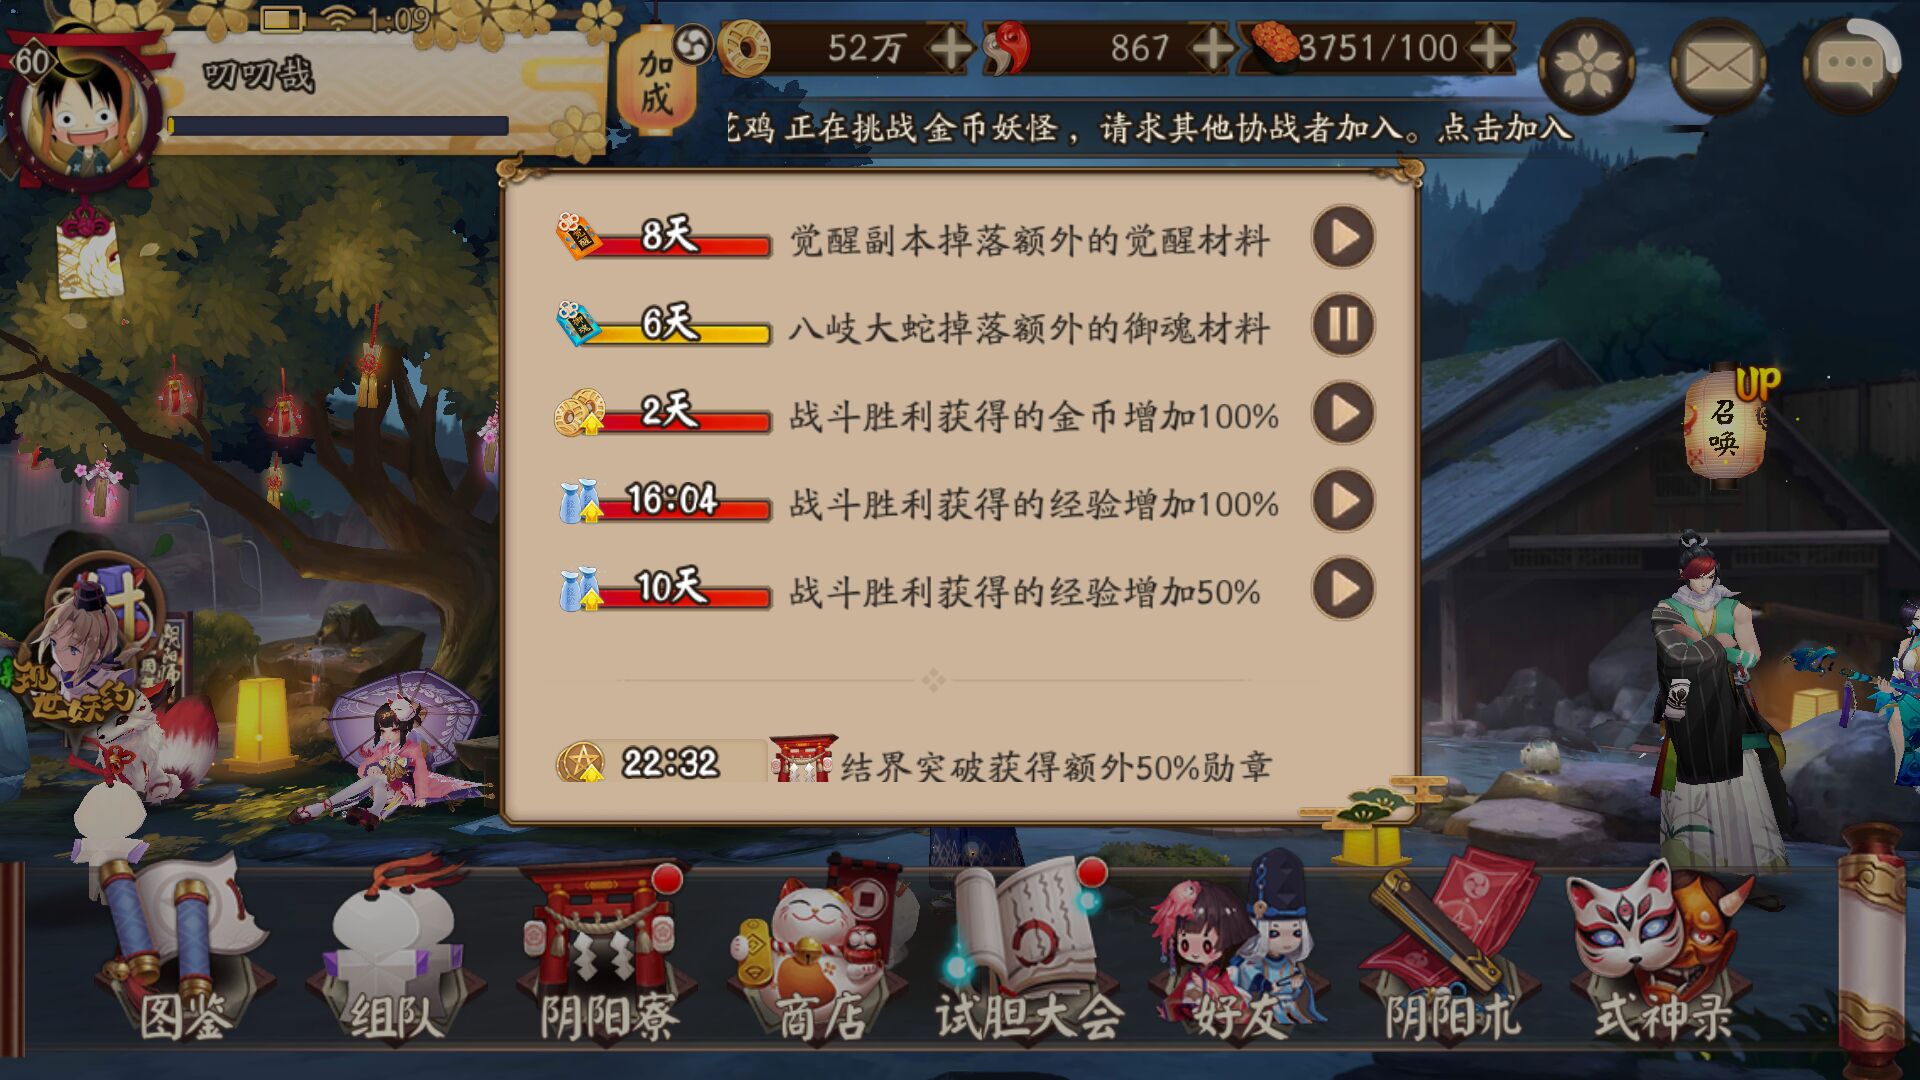 1:09
60
叨叨哉
加成
52万
867
3751/100
鸡 正在挑战 金币妖怪，请求其他协战者加入。点击加入
8天 觉醒副本掉落额外的觉醒材料
6天 八岐大蛇掉落额外的御魂材料
2天 战斗胜利获得的金币增加100%
16:04 战斗胜利获得的经验增加100%
10天 战斗胜利获得的经验增加50%
22:32 结界突破获得额外50%勋章
UP
召唤
现世妖约
图鉴
组队
阴阳寮
商店
试胆大会
好友
阴阳术
式神录